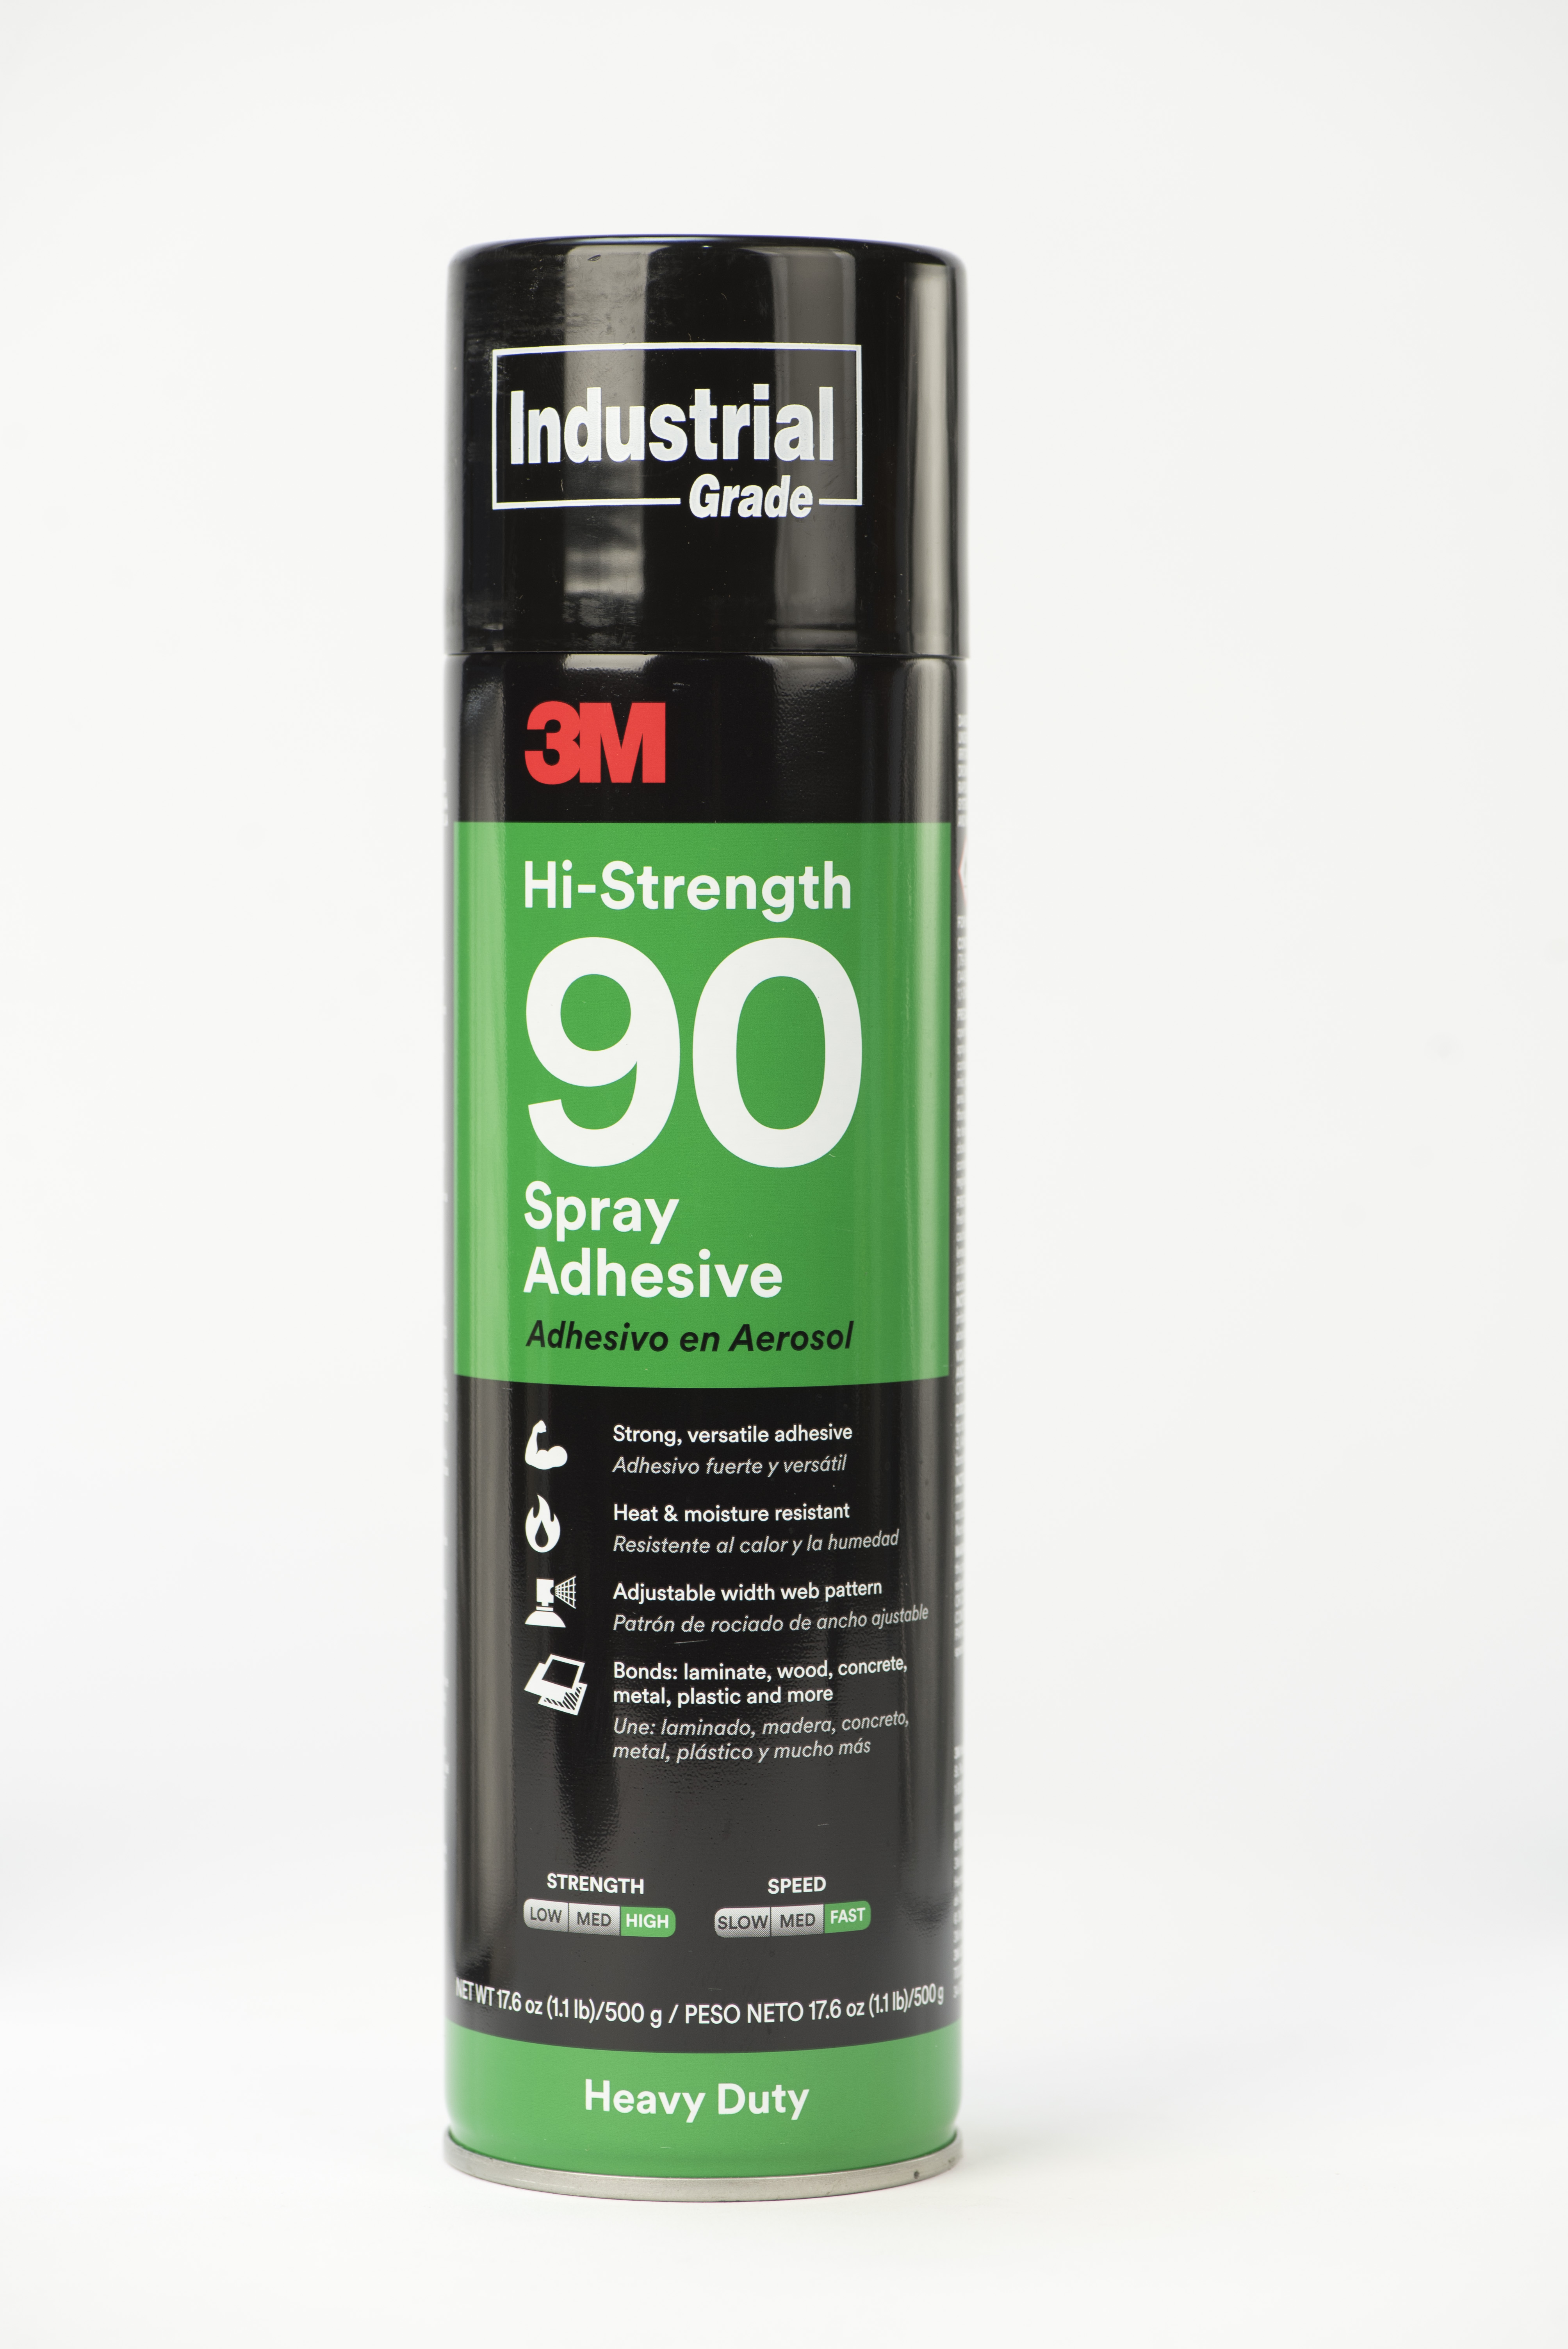 Industrial
Grade
3M
Hi-Strength
90
Spray
Adhesive
Adhesivo en Aerosol
Strong, versatile adhesive
Adhesivo fuerte y versátil
Heat & moisture resistant
Resistente al calor y la humedad
Adjustable width web pattern
Patrón de rociado de ancho ajustable
Bonds: laminate, wood, concrete,
metal, plastic and more
Une: laminado, madera, concreto,
metal, plástico y mucho más
STRENGTH SPEED
LOW MED HIGH SLOW MED FAST
NET WT 17.6 oz (1.1 lb)/500 g / PESO NETO 17.6 oz (1.1 lb)/500 g
Heavy Duty